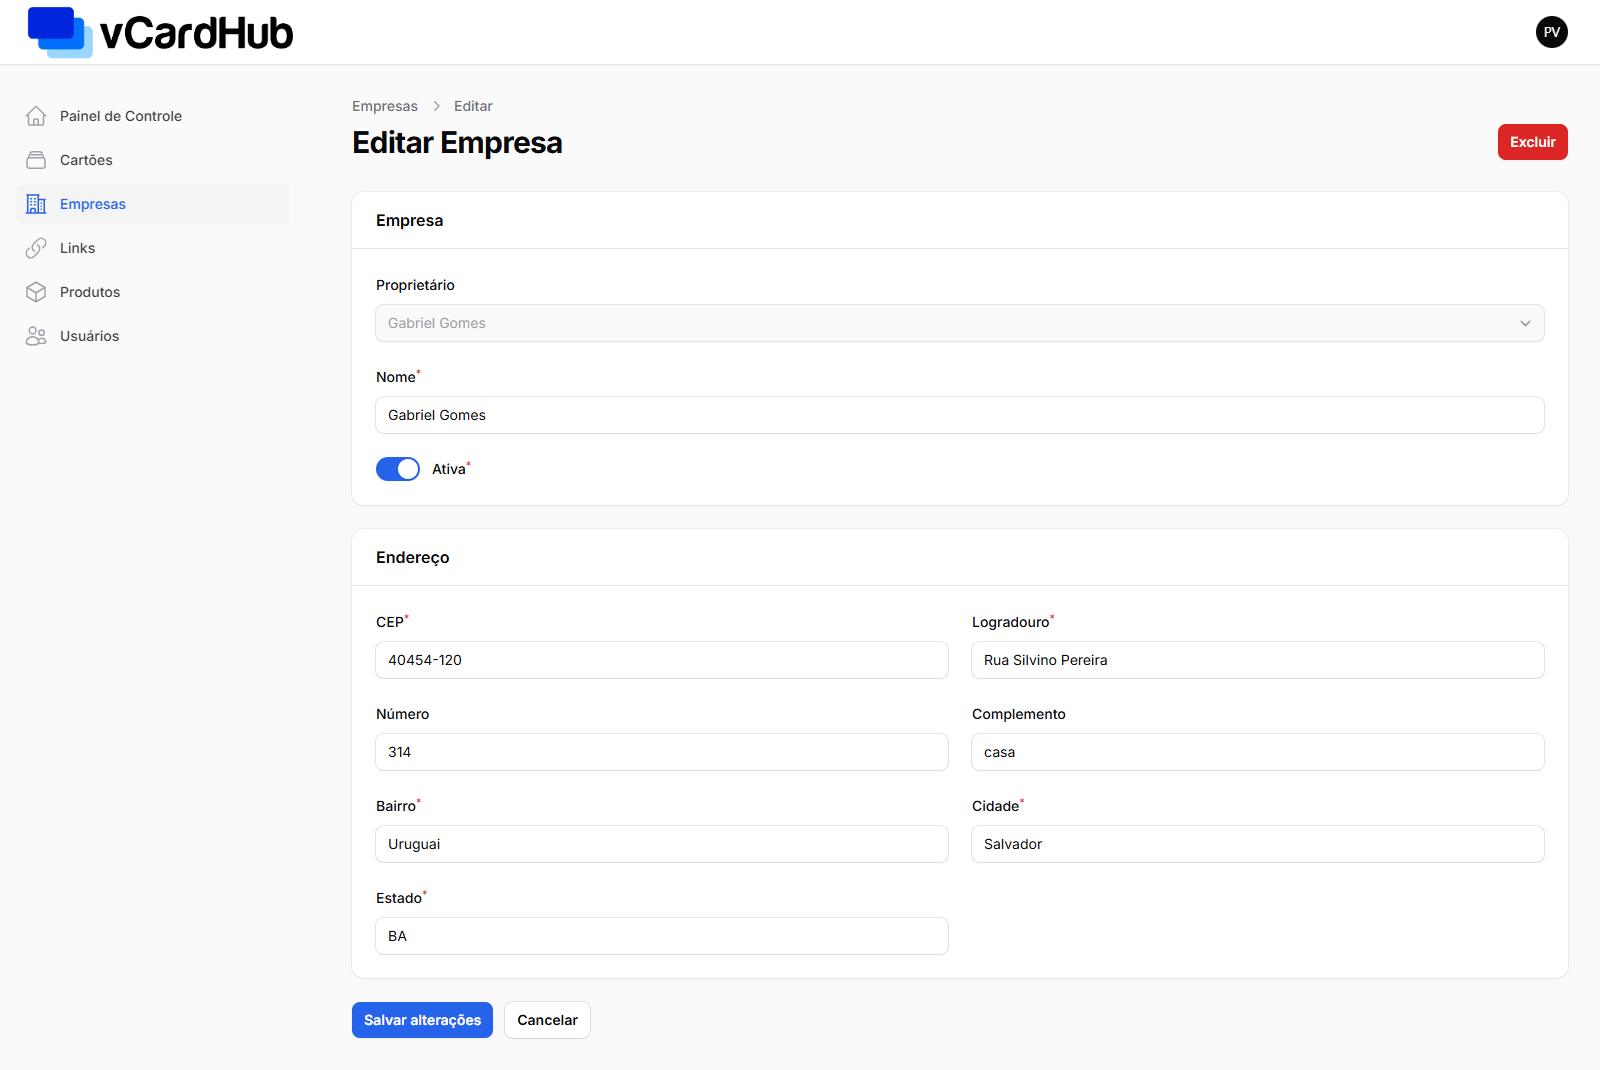 vCardHub
PV
Painel de Controle
Cartões
Empresas
Links
Produtos
Usuários
Empresas > Editar
Editar Empresa
Excluir
Empresa
Proprietário
Gabriel Gomes
Nome*
Gabriel Gomes
Ativa*
Endereço
CEP*
40454-120
Logradouro*
Rua Silvino Pereira
Número
314
Complemento
casa
Bairro*
Uruguai
Cidade*
Salvador
Estado*
BA
Salvar alterações
Cancelar